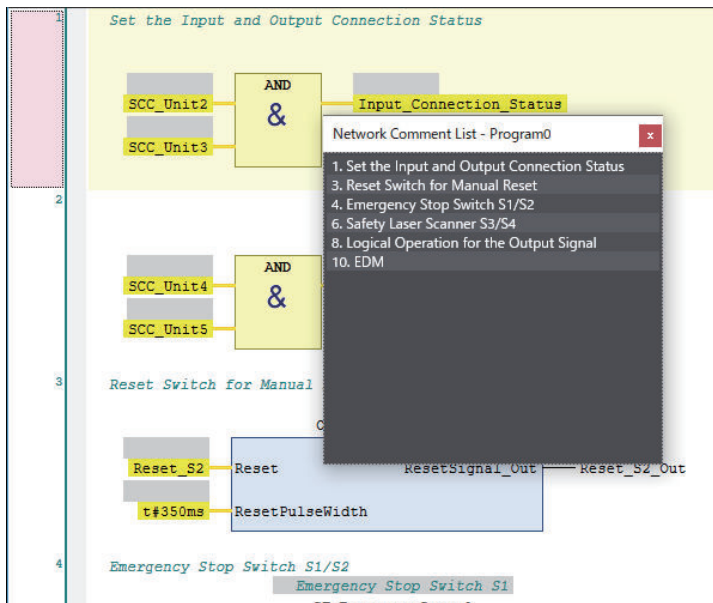 1
Set the Input and Output Connection Status
AND
&
SCC_Unit2
SCC_Unit3
Input_Connection_Status
Network Comment List - Program0
x
1. Set the Input and Output Connection Status
3. Reset Switch for Manual Reset
4. Emergency Stop Switch S1/S2
6. Safety Laser Scanner S3/S4
8. Logical Operation for the Output Signal
10. EDM
2
AND
&
SCC_Unit4
SCC_Unit5
3
Reset Switch for Manual
Reset_S2
Reset
ResetSignal_Out
Reset_S2_Out
t#350ms
ResetPulseWidth
4
Emergency Stop Switch S1/S2
Emergency Stop Switch S1